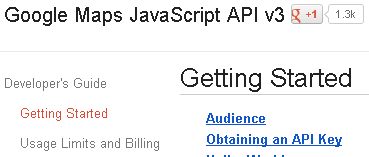 Google Maps JavaScript API v3 +1 1.3k
Developer's Guide
Getting Started
Usage Limits and Billing
Getting Started
Audience
Obtaining an API Key